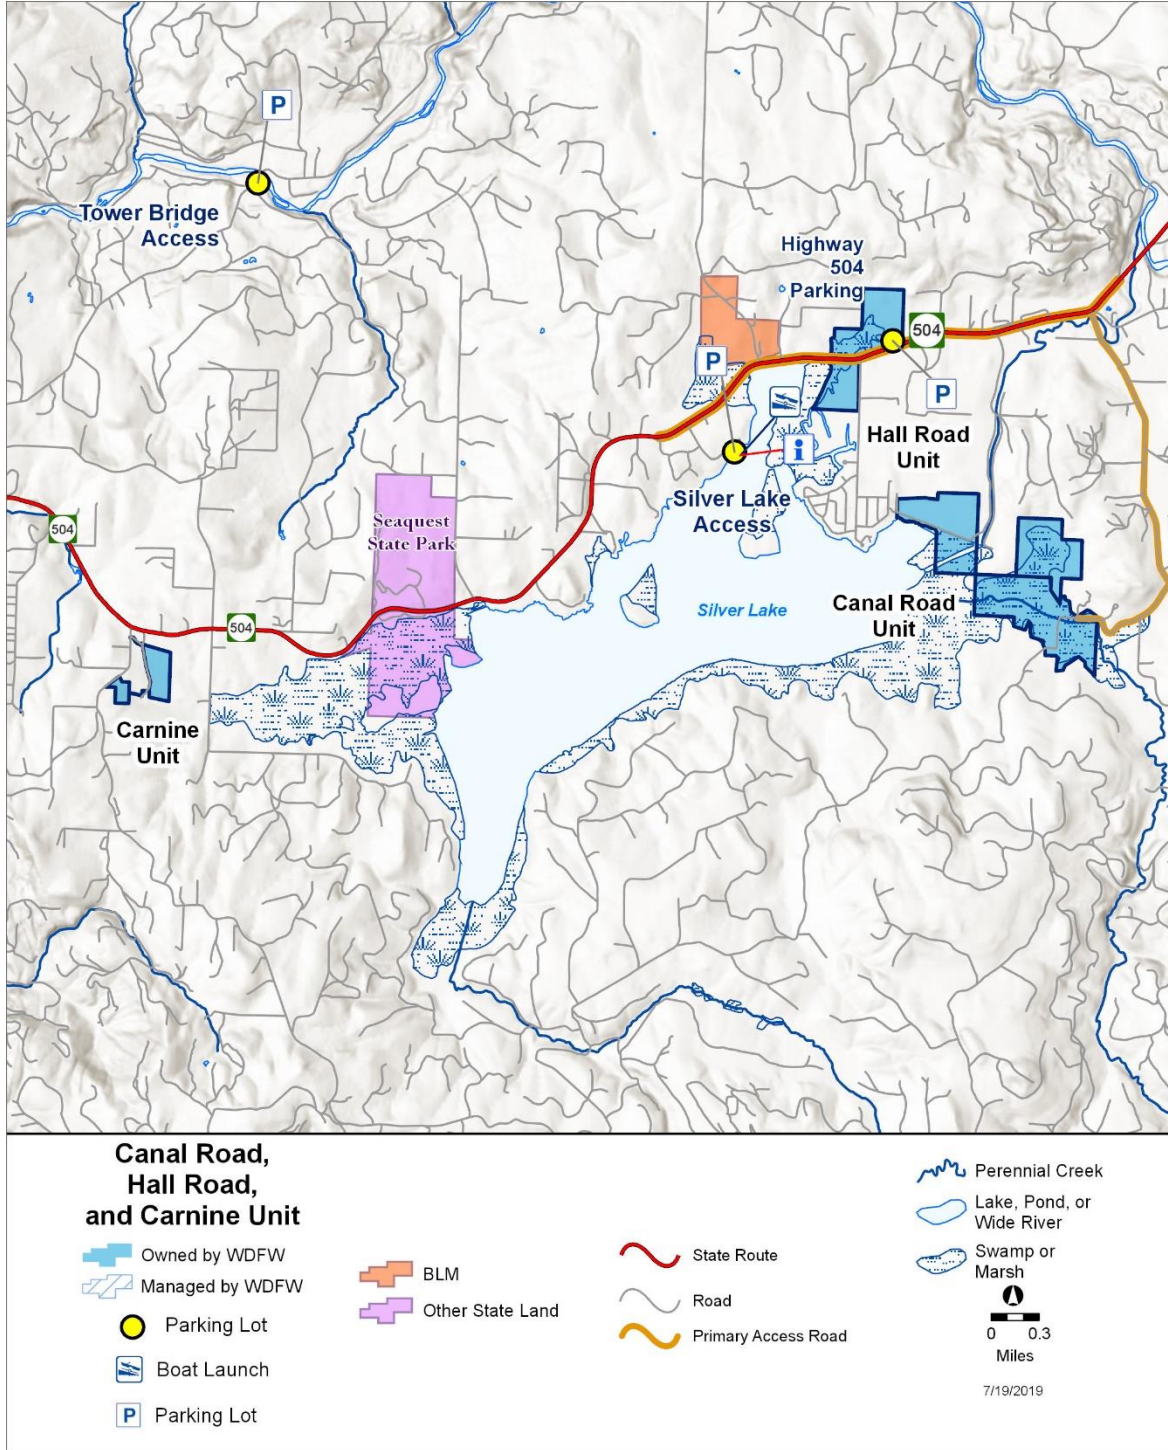 P
Tower Bridge
Access
Highway
504
Parking
504
P
P
Hall Road
Unit
i
Silver Lake
Access
Seaquest
State Park
504
Silver Lake
Canal Road
Unit
504
Carnine
Unit
Canal Road,
Hall Road,
and Carnine Unit
Owned by WDFW
Managed by WDFW
Parking Lot
Boat Launch
P Parking Lot
BLM
Other State Land
State Route
Road
Primary Access Road
Perennial Creek
Lake, Pond, or
Wide River
Swamp or
Marsh
0 0.3
Miles
7/19/2019